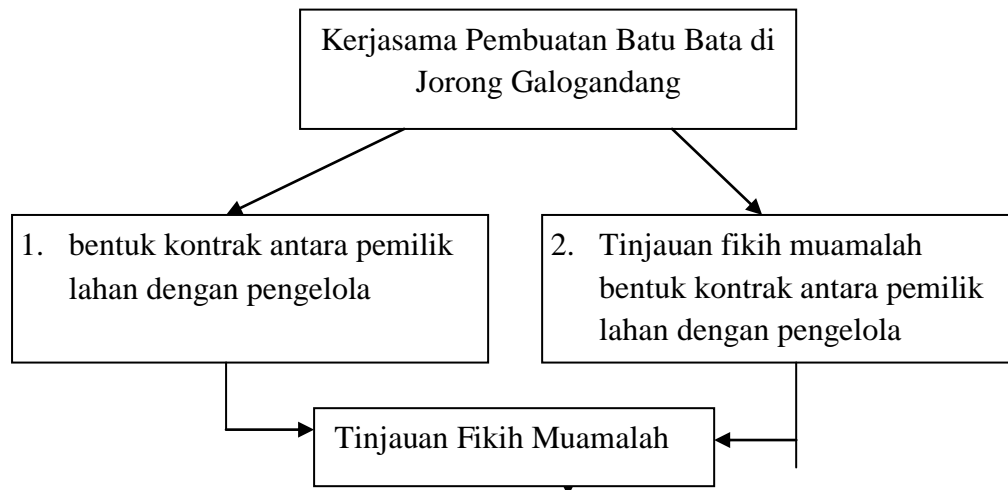 Kerjasama Pembuatan Batu Bata di
Jorong Galogandang
1. bentuk kontrak antara pemilik
lahan dengan pengelola
2. Tinjauan fikih muamalah
bentuk kontrak antara pemilik
lahan dengan pengelola
Tinjauan Fikih Muamalah